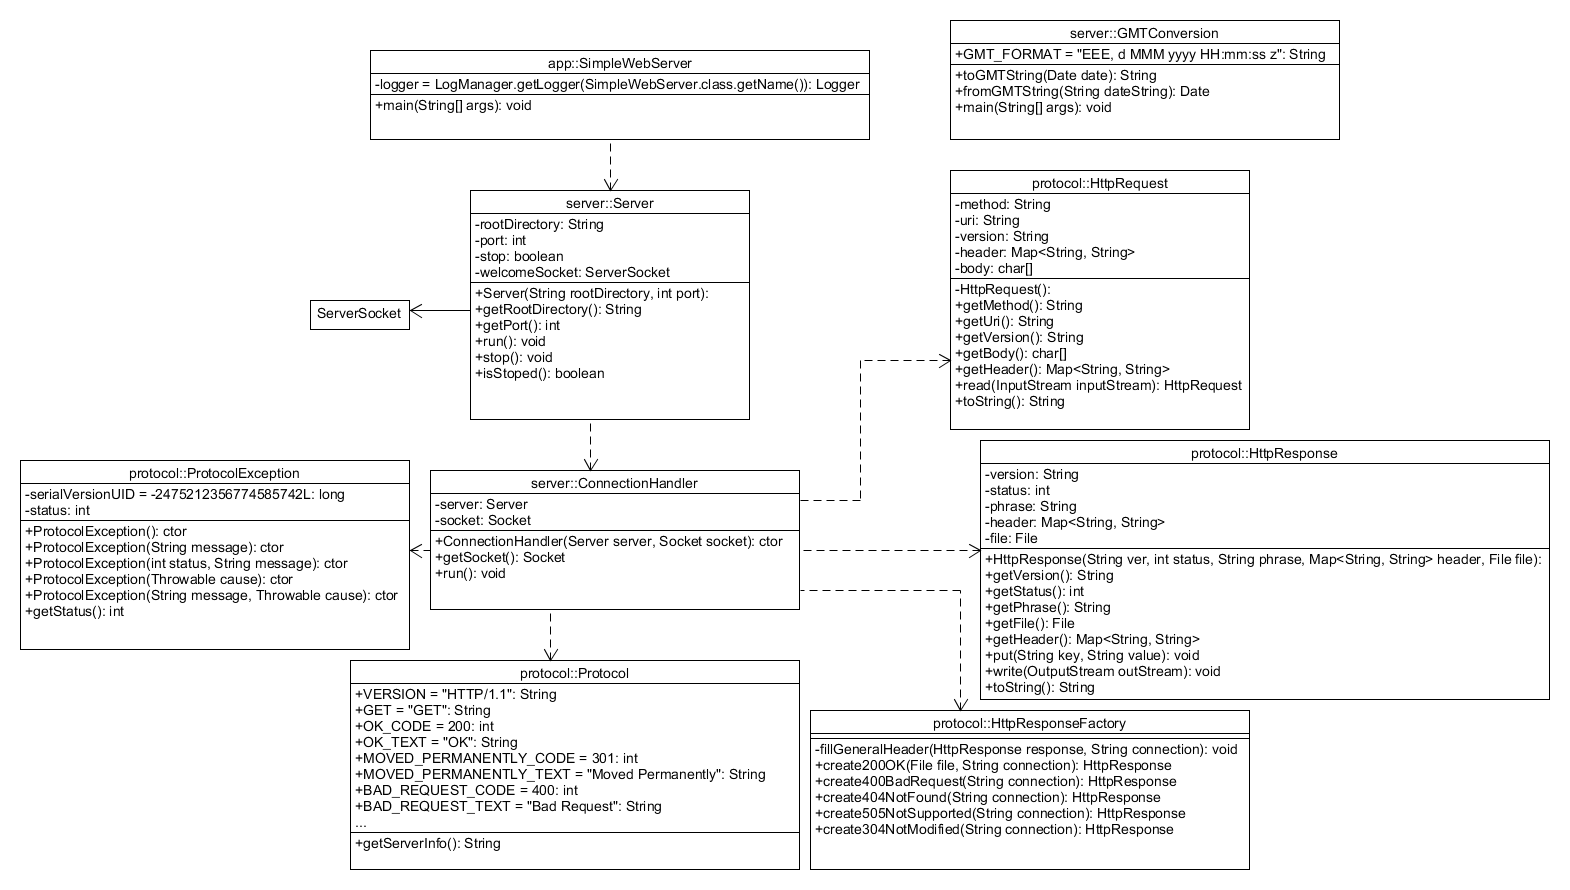 app::SimpleWebServer
-logger = LogManager.getLogger(SimpleWebServer.class.getName()): Logger
+main(String[] args): void
server::GMTConversion
+GMT_FORMAT = "EEE, d MMM yyyy HH:mm:ss z": String
+toGMTString(Date date): String
+fromGMTString(String dateString): Date
+main(String[] args): void
server::Server
-rootDirectory: String
-port: int
-stop: boolean
-welcomeSocket: ServerSocket
+Server(String rootDirectory, int port):
+getRootDirectory(): String
+getPort(): int
+run(): void
+stop(): void
+isStoped(): boolean
ServerSocket
protocol::HttpRequest
-method: String
-uri: String
-version: String
-header: Map<String, String>
-body: char[]
-HttpRequest():
+getMethod(): String
+getUri(): String
+getVersion(): String
+getBody(): char[]
+getHeader(): Map<String, String>
+read(InputStream inputStream): HttpRequest
+toString(): String
protocol::ProtocolException
-serialVersionUID = -2475212356774585742L: long
-status: int
+ProtocolException(): ctor
+ProtocolException(String message): ctor
+ProtocolException(int status, String message): ctor
+ProtocolException(Throwable cause): ctor
+ProtocolException(String message, Throwable cause): ctor
+getStatus(): int
server::ConnectionHandler
-server: Server
-socket: Socket
+ConnectionHandler(Server server, Socket socket): ctor
+getSocket(): Socket
+run(): void
protocol::HttpResponse
-version: String
-status: int
-phrase: String
-header: Map<String, String>
-file: File
+HttpResponse(String ver, int status, String phrase, Map<String, String> header, File file):
+getVersion(): String
+getStatus(): int
+getPhrase(): String
+getFile(): File
+getHeader(): Map<String, String>
+put(String key, String value): void
+write(OutputStream outStream): void
+toString(): String
protocol::Protocol
+VERSION = "HTTP/1.1": String
+GET = "GET": String
+OK_CODE = 200: int
+OK_TEXT = "OK": String
+MOVED_PERMANENTLY_CODE = 301: int
+MOVED_PERMANENTLY_TEXT = "Moved Permanently": String
+BAD_REQUEST_CODE = 400: int
+BAD_REQUEST_TEXT = "Bad Request": String
...
+getServerInfo(): String
protocol::HttpResponseFactory
-fillGeneralHeader(HttpResponse response, String connection): void
+create200OK(File file, String connection): HttpResponse
+create400BadRequest(String connection): HttpResponse
+create404NotFound(String connection): HttpResponse
+create505NotSupported(String connection): HttpResponse
+create304NotModified(String connection): HttpResponse